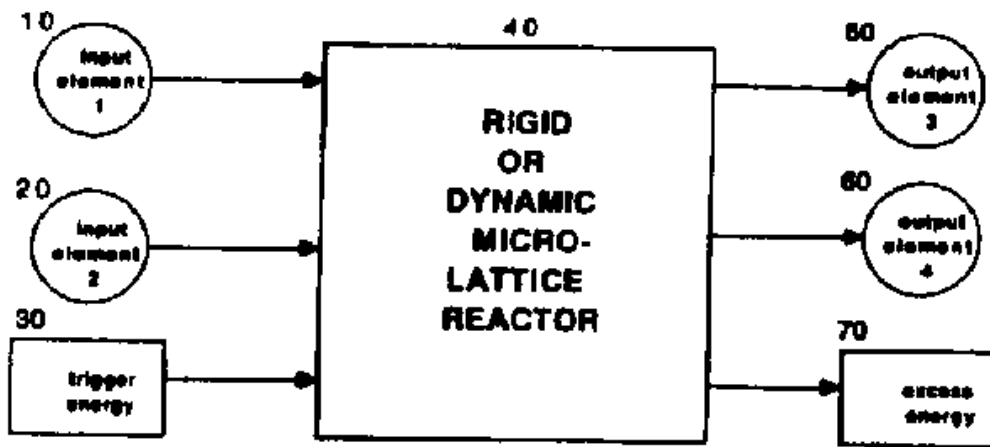 10
input
element
1
20
input
element
2
30
trigger
energy
40
RIGID
OR
DYNAMIC
MICRO-
LATTICE
REACTOR
50
output
element
3
60
output
element
4
70
excess
energy